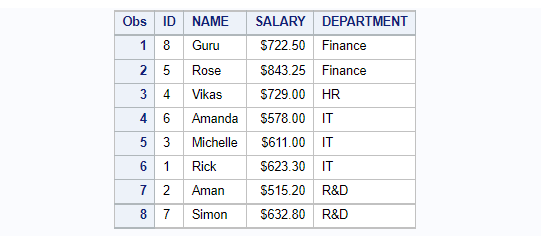 Obs ID NAME SALARY DEPARTMENT
1 8 Guru $722.50 Finance
2 5 Rose $843.25 Finance
3 4 Vikas $729.00 HR
4 6 Amanda $578.00 IT
5 3 Michelle $611.00 IT
6 1 Rick $623.30 IT
7 2 Aman $515.20 R&D
8 7 Simon $632.80 R&D